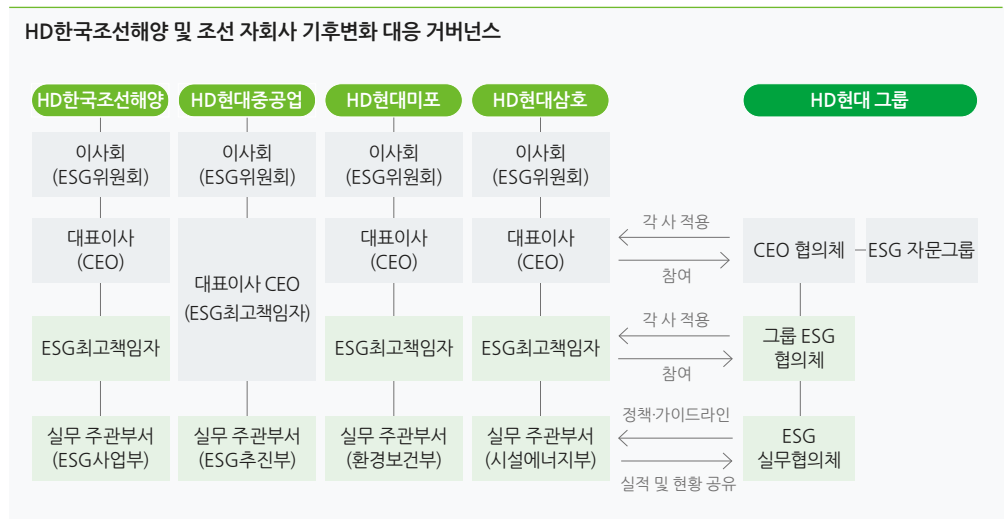 HD한국조선해양 및 조선 자회사 기후변화 대응 거버넌스
HD한국조선해양
HD현대중공업
HD현대미포
HD현대삼호
HD현대 그룹
이사회
(ESG위원회)
이사회
(ESG위원회)
이사회
(ESG위원회)
이사회
(ESG위원회)
대표이사
(CEO)
대표이사 CEO
(ESG최고책임자)
대표이사
(CEO)
대표이사
(CEO)
각 사 적용
참여
CEO 협의체
ESG 자문그룹
ESG최고책임자
ESG최고책임자
ESG최고책임자
각 사 적용
참여
그룹 ESG
협의체
실무 주관부서
(ESG사업부)
실무 주관부서
(ESG추진부)
실무 주관부서
(환경보건부)
실무 주관부서
(시설에너지부)
정책·가이드라인
실적 및 현황 공유
ESG
실무협의체